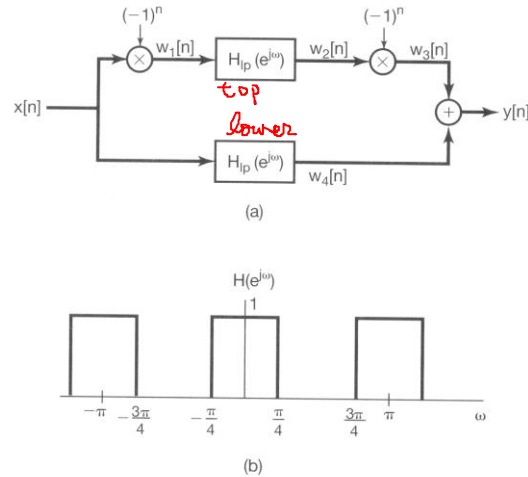 (-1)ⁿ (-1)ⁿ
w₁[n] H_lp(e^jω) w₂[n] w₃[n]
× ×
top
x[n] + y[n]
lower
H_lp(e^jω)
w₄[n]
(a)
H(e^jω)
1
-π -3π/4 -π/4 π/4 3π/4 π ω
(b)